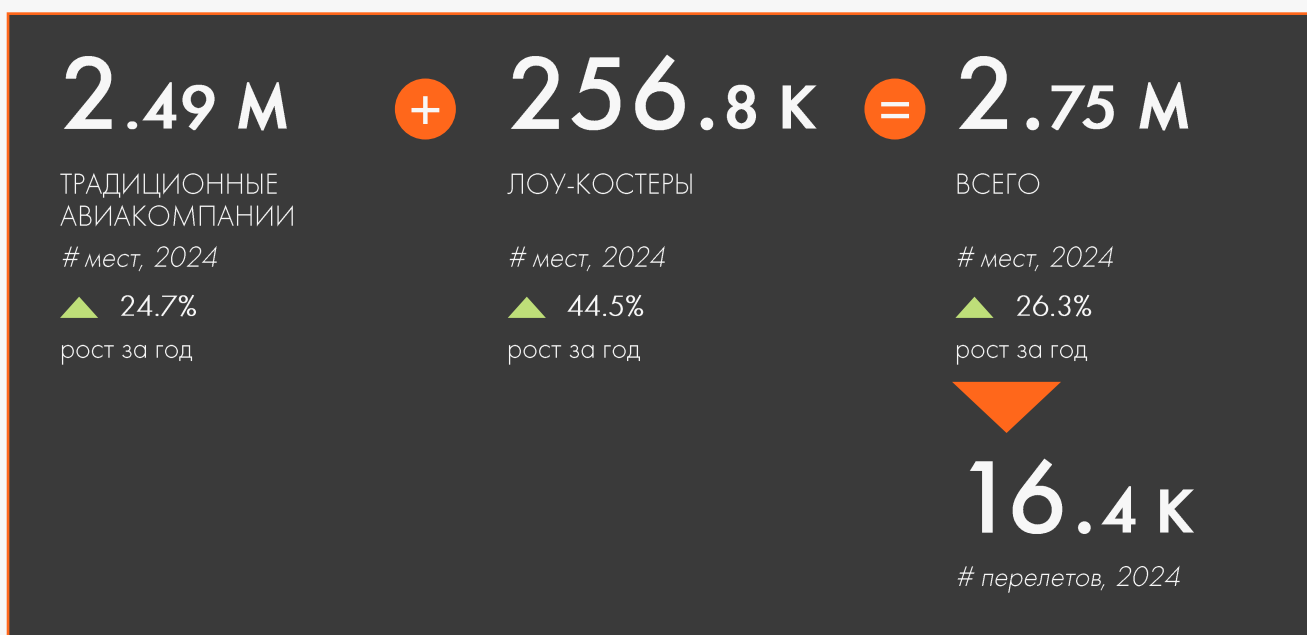 2.49 М
+
256.8 К
=
2.75 М
ТРАДИЦИОННЫЕ
АВИАКОМПАНИИ
# мест, 2024
24.7%
рост за год
ЛОУ-КОСТЕРЫ
# мест, 2024
44.5%
рост за год
ВСЕГО
# мест, 2024
26.3%
рост за год
16.4 К
# перелетов, 2024